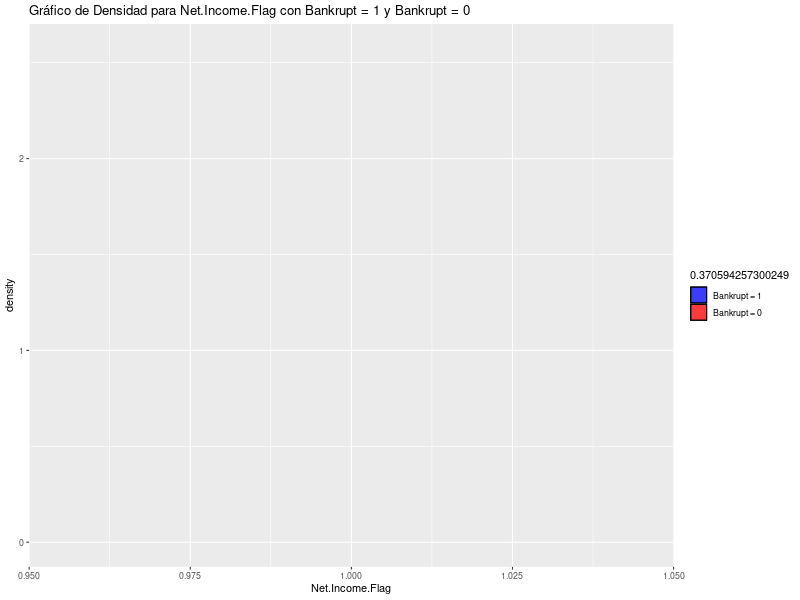 Gráfico de Densidad para Net.Income.Flag con Bankrupt = 1 y Bankrupt = 0
2
1
0
density
0.950 0.975 1.000 1.025 1.050
Net.Income.Flag
0.370594257300249
Bankrupt = 1
Bankrupt = 0